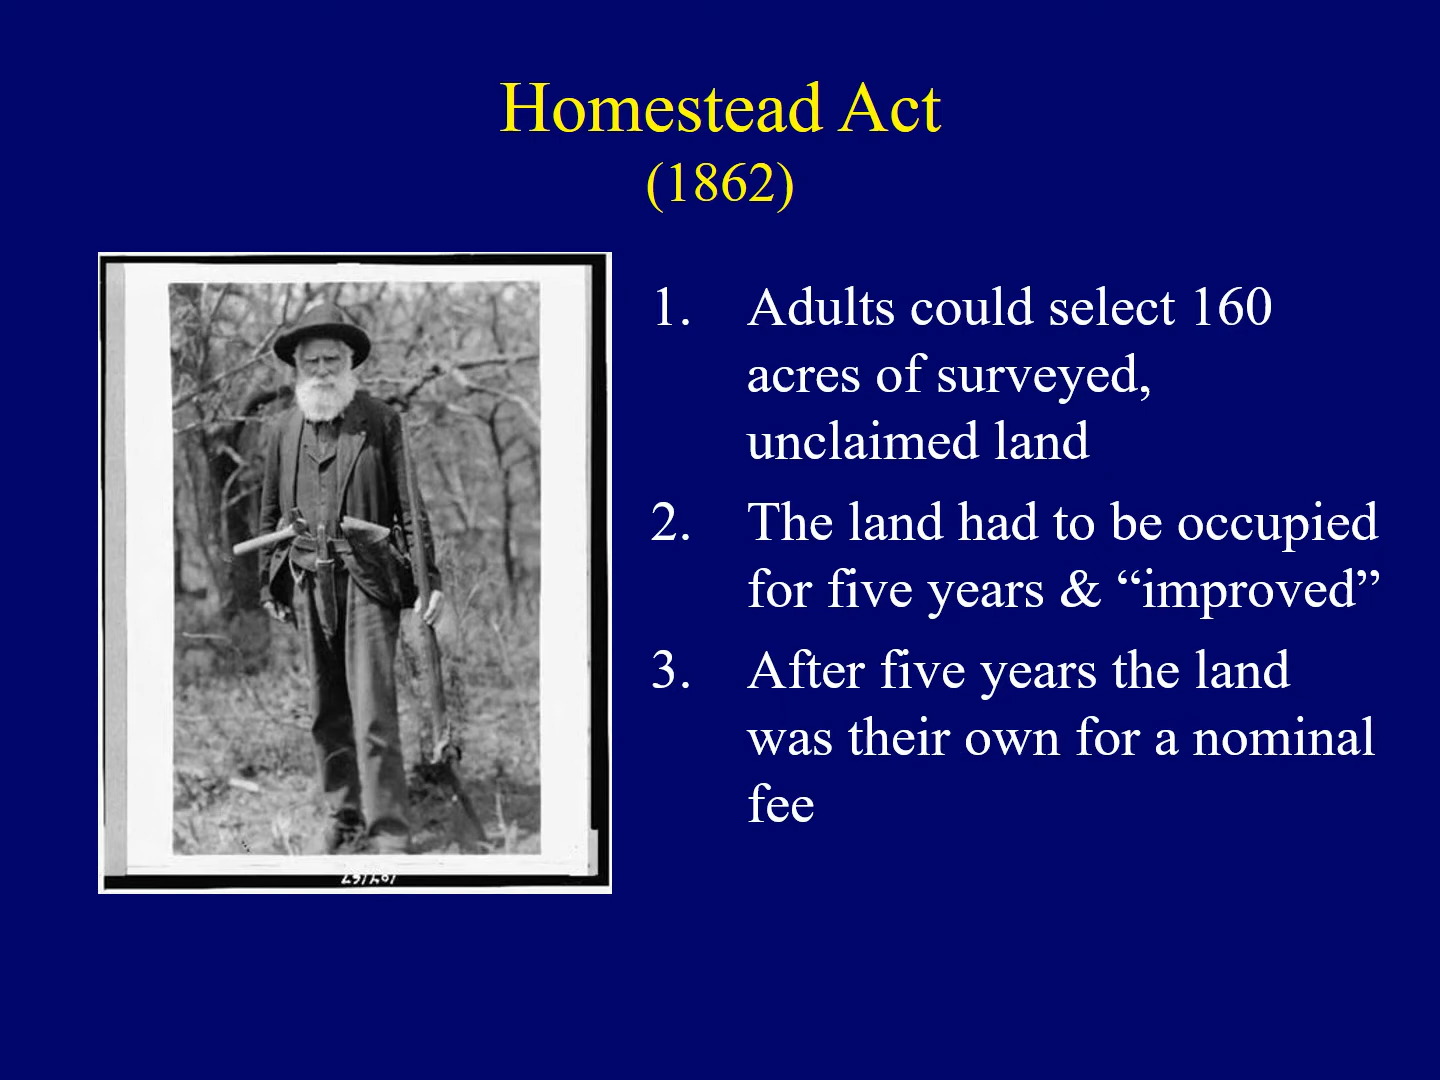 Homestead Act
(1862)
1. Adults could select 160
acres of surveyed,
unclaimed land
2. The land had to be occupied
for five years & “improved”
3. After five years the land
was their own for a nominal
fee